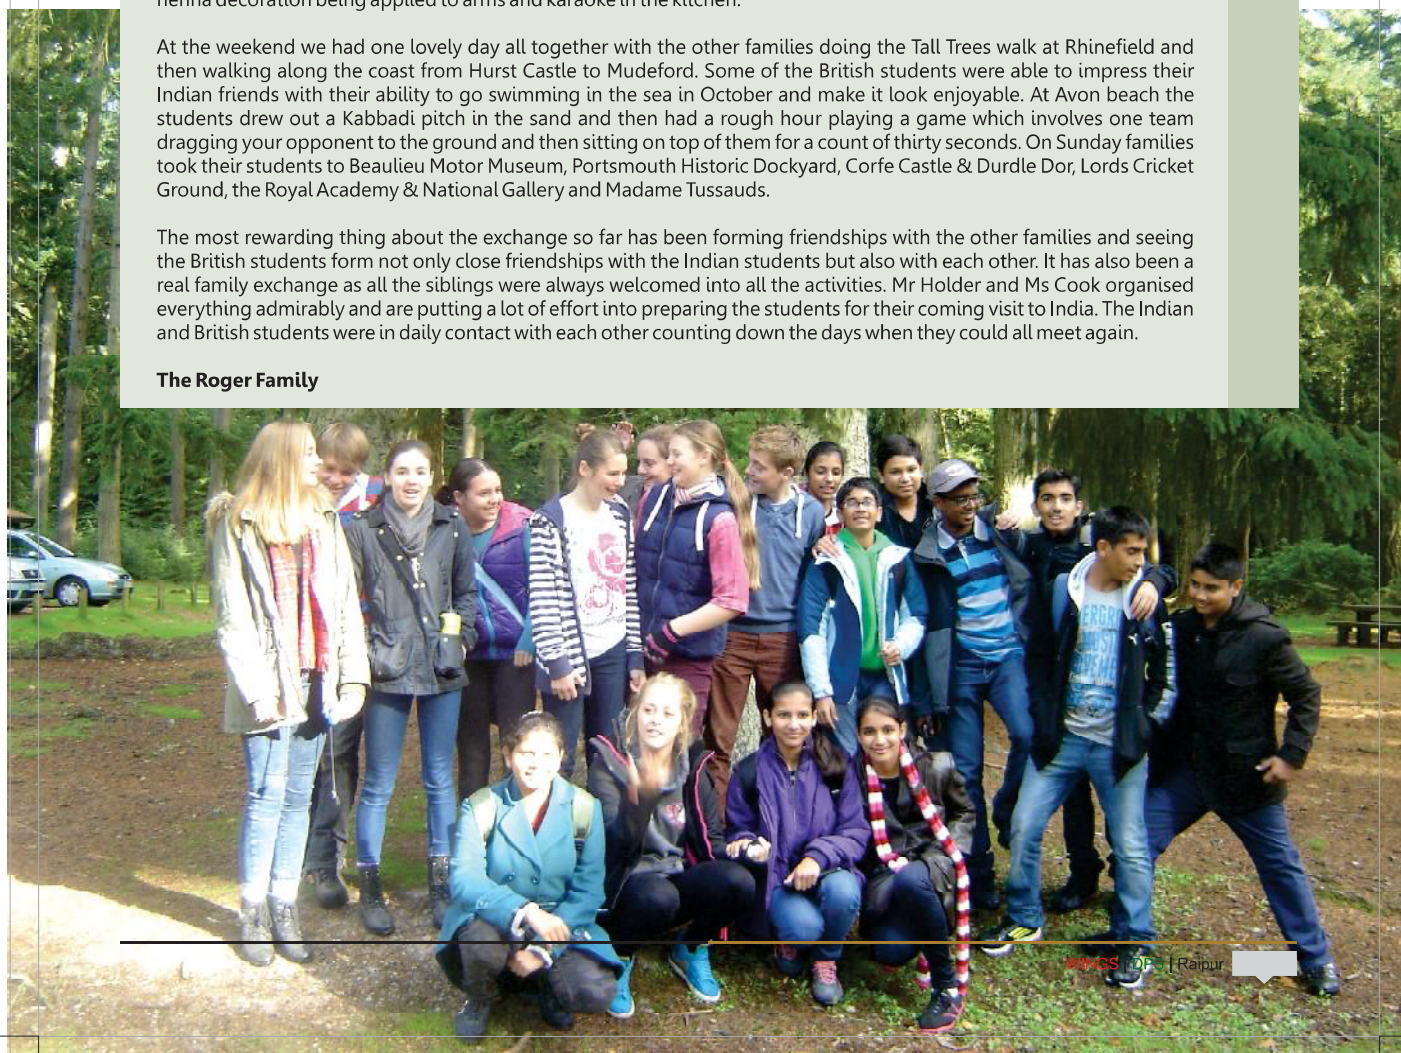 henna decoration being applied to arms and karaoke in the kitchen.
At the weekend we had one lovely day all together with the other families doing the Tall Trees walk at Rhinefield and
then walking along the coast from Hurst Castle to Mudeford. Some of the British students were able to impress their
Indian friends with their ability to go swimming in the sea in October and make it look enjoyable. At Avon beach the
students drew out a Kabbadi pitch in the sand and then had a rough hour playing a game which involves one team
dragging your opponent to the ground and then sitting on top of them for a count of thirty seconds. On Sunday families
took their students to Beaulieu Motor Museum, Portsmouth Historic Dockyard, Corfe Castle & Durdle Dor, Lords Cricket
Ground, the Royal Academy & National Gallery and Madame Tussauds.
The most rewarding thing about the exchange so far has been forming friendships with the other families and seeing
the British students form not only close friendships with the Indian students but also with each other. It has also been a
real family exchange as all the siblings were always welcomed into all the activities. Mr Holder and Ms Cook organised
everything admirably and are putting a lot of effort into preparing the students for their coming visit to India. The Indian
and British students were in daily contact with each other counting down the days when they could all meet again.
The Roger Family
WINGS | DPS | Raipur